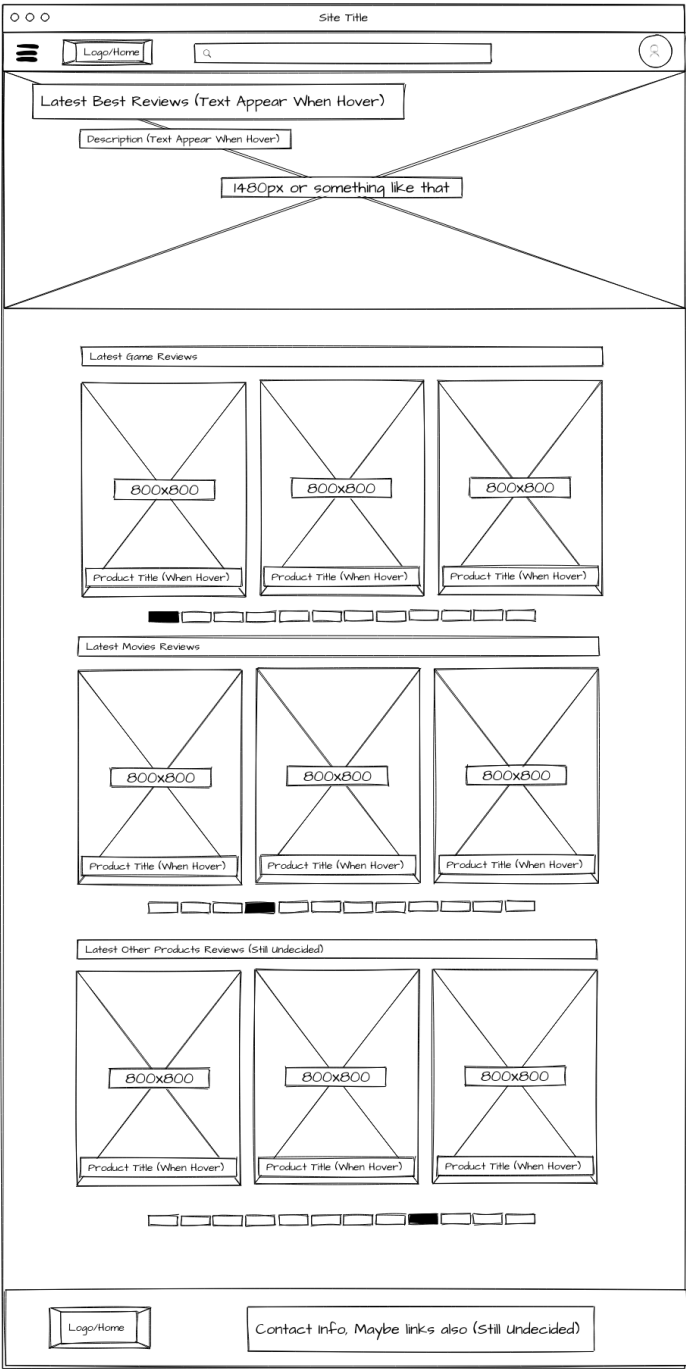 Site Title
Logo/Home
Latest Best Reviews (Text Appear When Hover)
Description (Text Appear When Hover)
1480px or something like that
Latest Game Reviews
800x800
800x800
800x800
Product Title (When Hover)
Product Title (When Hover)
Product Title (When Hover)
Latest Movies Reviews
800x800
800x800
800x800
Product Title (When Hover)
Product Title (When Hover)
Product Title (When Hover)
Latest Other Products Reviews (Still Undecided)
800x800
800x800
800x800
Product Title (When Hover)
Product Title (When Hover)
Product Title (When Hover)
Logo/Home
Contact Info, Maybe links also (Still Undecided)